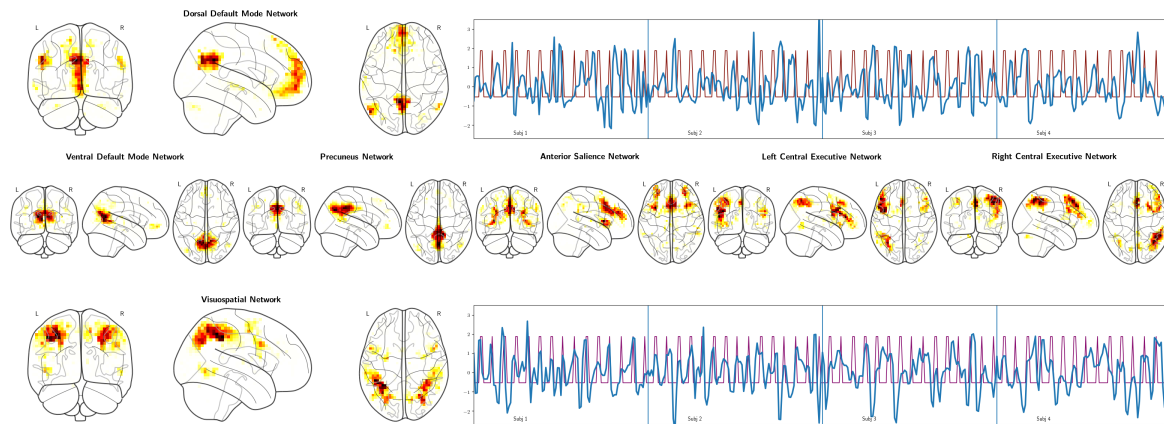 Dorsal Default Mode Network
L R
3
2
1
0
−1
−2
Subj 1 Subj 2 Subj 3 Subj 4
Ventral Default Mode Network Precuneus Network Anterior Salience Network Left Central Executive Network Right Central Executive Network
L R L R L R L R L R
Visuospatial Network
L R
3
2
1
0
−1
−2
Subj 1 Subj 2 Subj 3 Subj 4